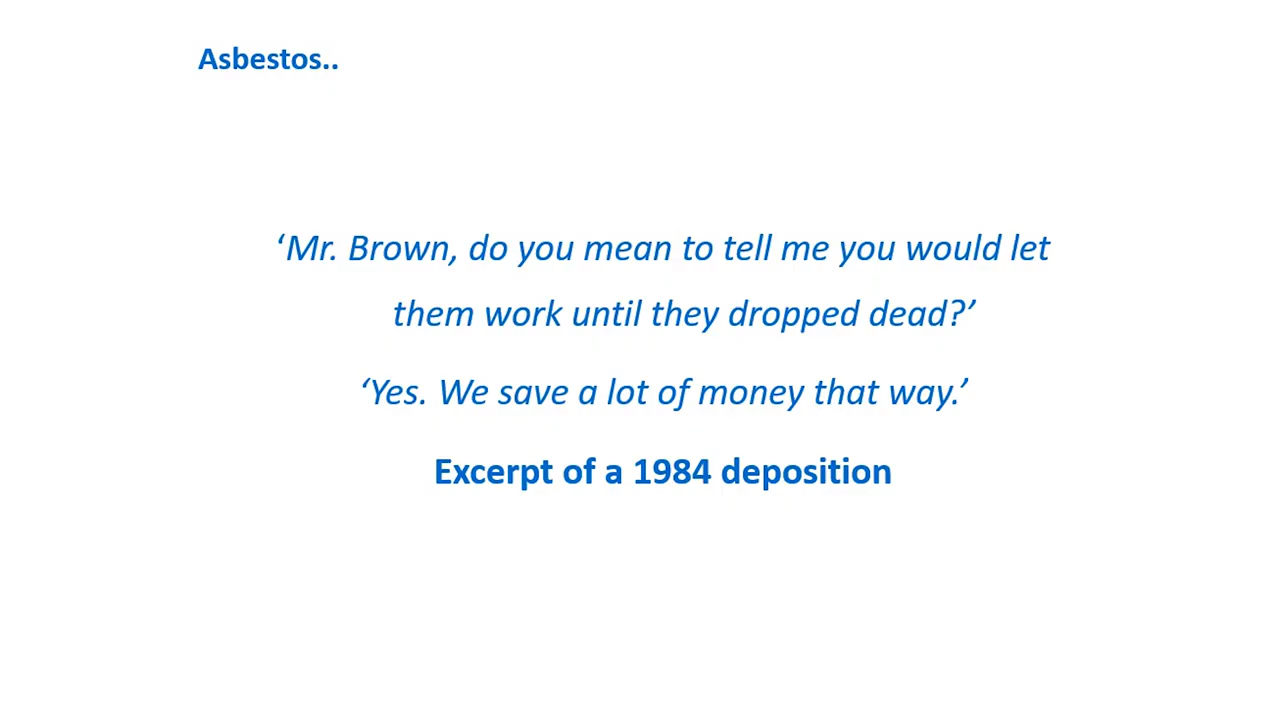 Asbestos..
‘Mr. Brown, do you mean to tell me you would let
them work until they dropped dead?’
‘Yes. We save a lot of money that way.’
Excerpt of a 1984 deposition